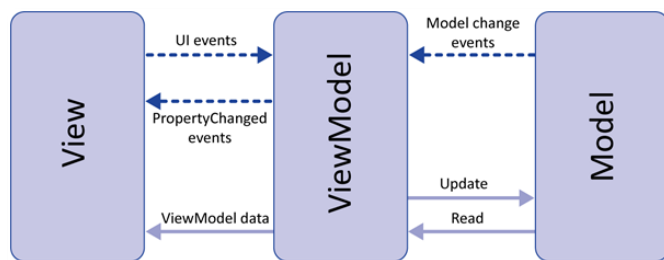 View
UI events
PropertyChanged
events
ViewModel data
ViewModel
Model change
events
Update
Read
Model